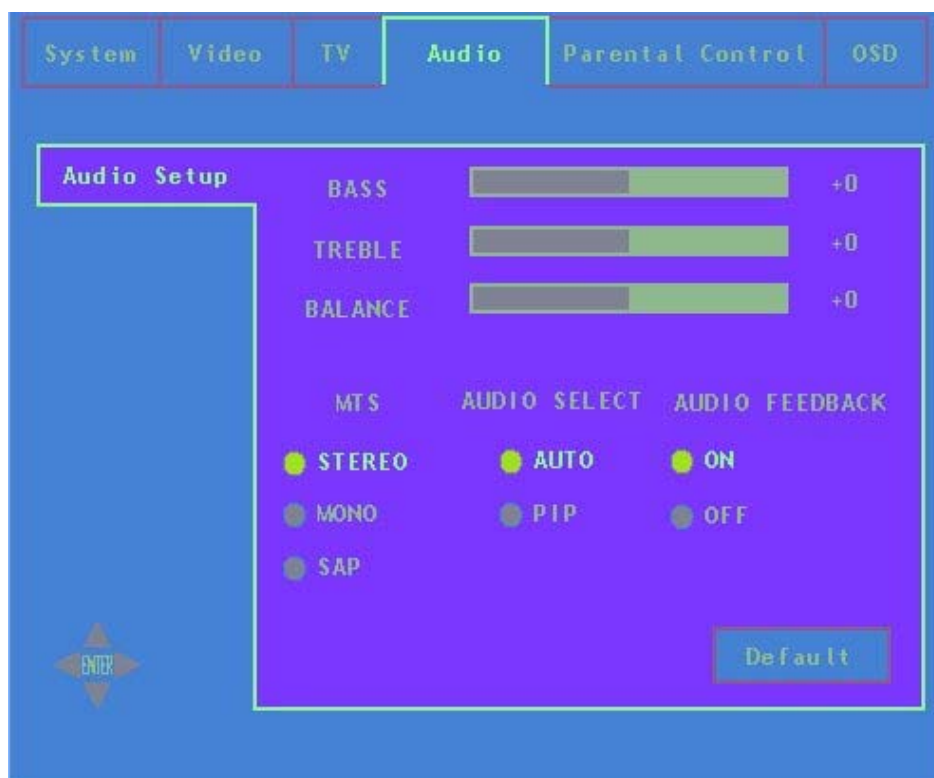 System Video TV Audio Parental Control OSD
Audio Setup
BASS +0
TREBLE +0
BALANCE +0
MTS AUDIO SELECT AUDIO FEEDBACK
STEREO AUTO ON
MONO PIP OFF
SAP
ENTER
Default